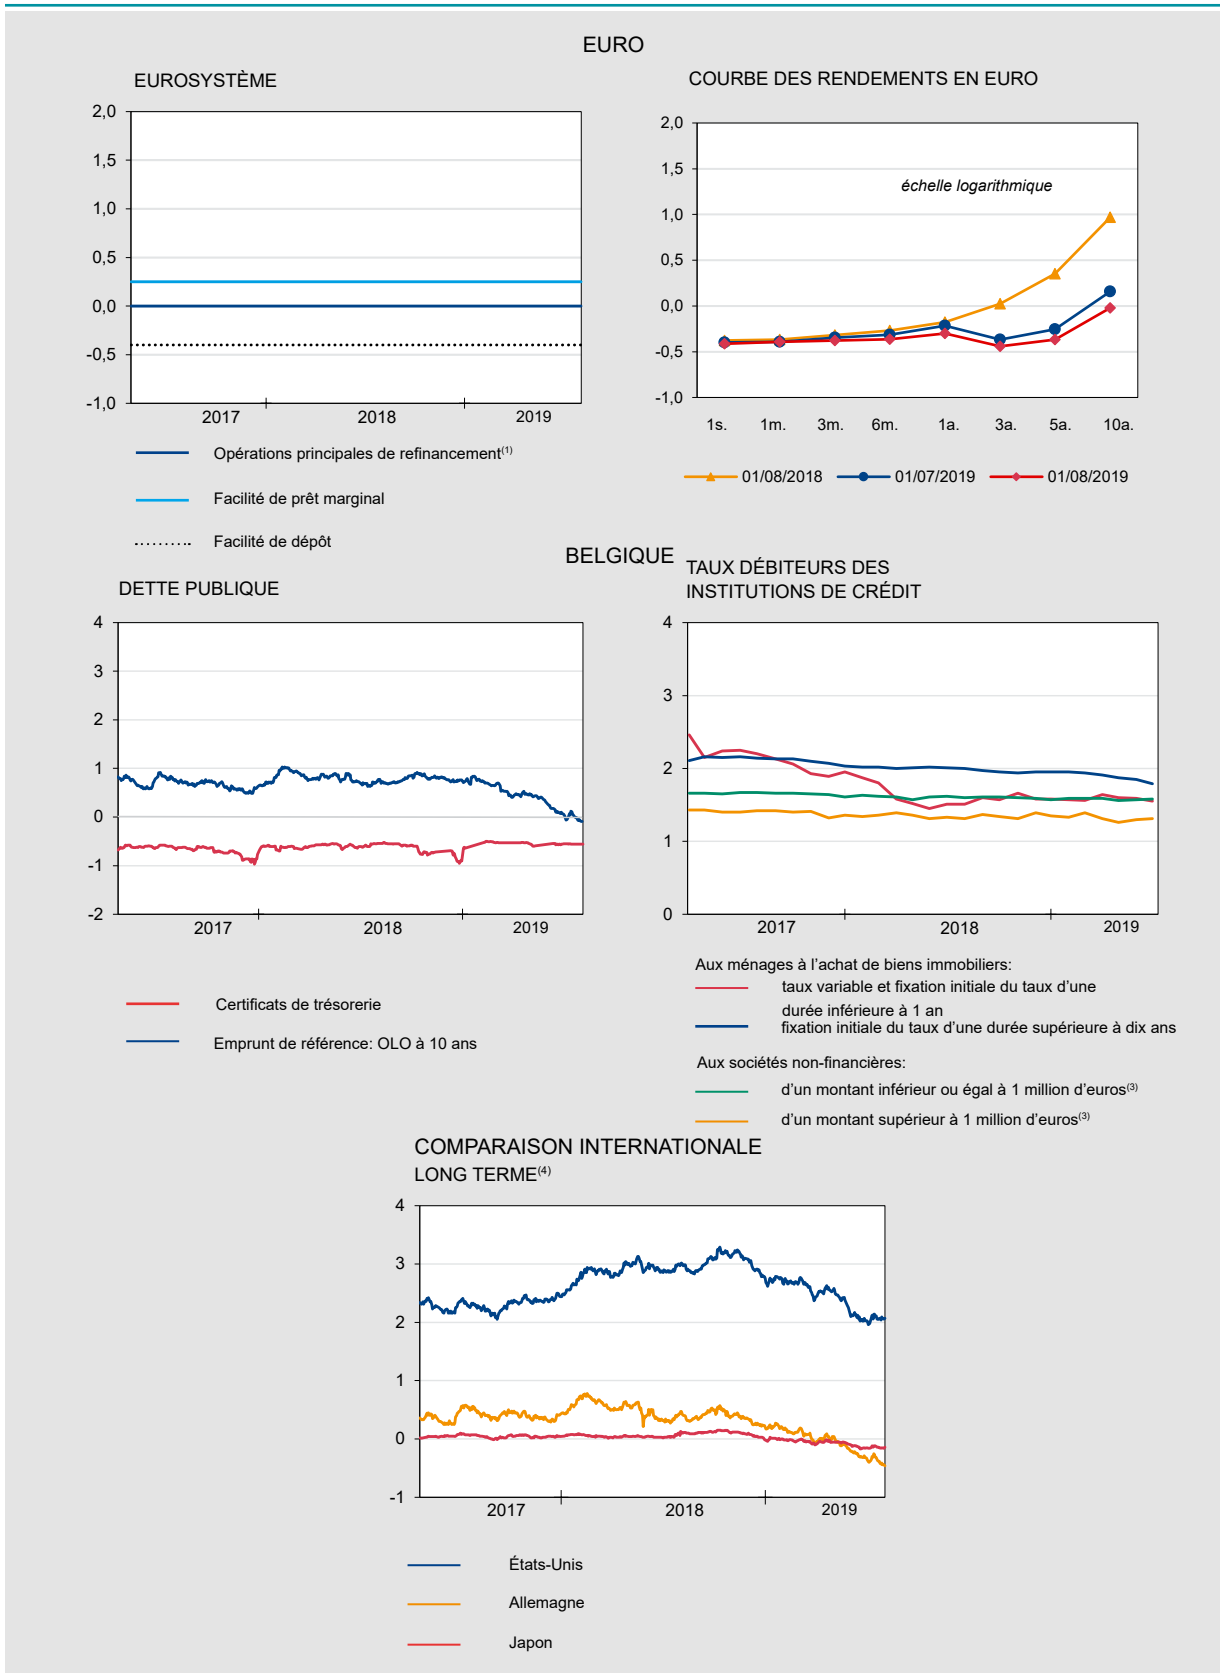 EURO
EUROSYSTÈME
2,0
1,5
1,0
0,5
0,0
-0,5
-1,0
2017
2018
2019
Opérations principales de refinancement(1)
Facilité de prêt marginal
Facilité de dépôt
COURBE DES RENDEMENTS EN EURO
2,0
1,5
1,0
0,5
0,0
-0,5
-1,0
échelle logarithmique
1s. 1m. 3m. 6m. 1a. 3a. 5a. 10a.
01/08/2018 01/07/2019 01/08/2019
BELGIQUE
DETTE PUBLIQUE
4
3
2
1
0
-1
-2
2017
2018
2019
Certificats de trésorerie
Emprunt de référence: OLO à 10 ans
TAUX DÉBITEURS DES
INSTITUTIONS DE CRÉDIT
4
3
2
1
0
2017
2018
2019
Aux ménages à l’achat de biens immobiliers:
taux variable et fixation initiale du taux d’une
durée inférieure à 1 an
fixation initiale du taux d’une durée supérieure à dix ans
Aux sociétés non-financières:
d’un montant inférieur ou égal à 1 million d’euros(3)
d’un montant supérieur à 1 million d’euros(3)
COMPARAISON INTERNATIONALE
LONG TERME(4)
4
3
2
1
0
-1
2017
2018
2019
États-Unis
Allemagne
Japon